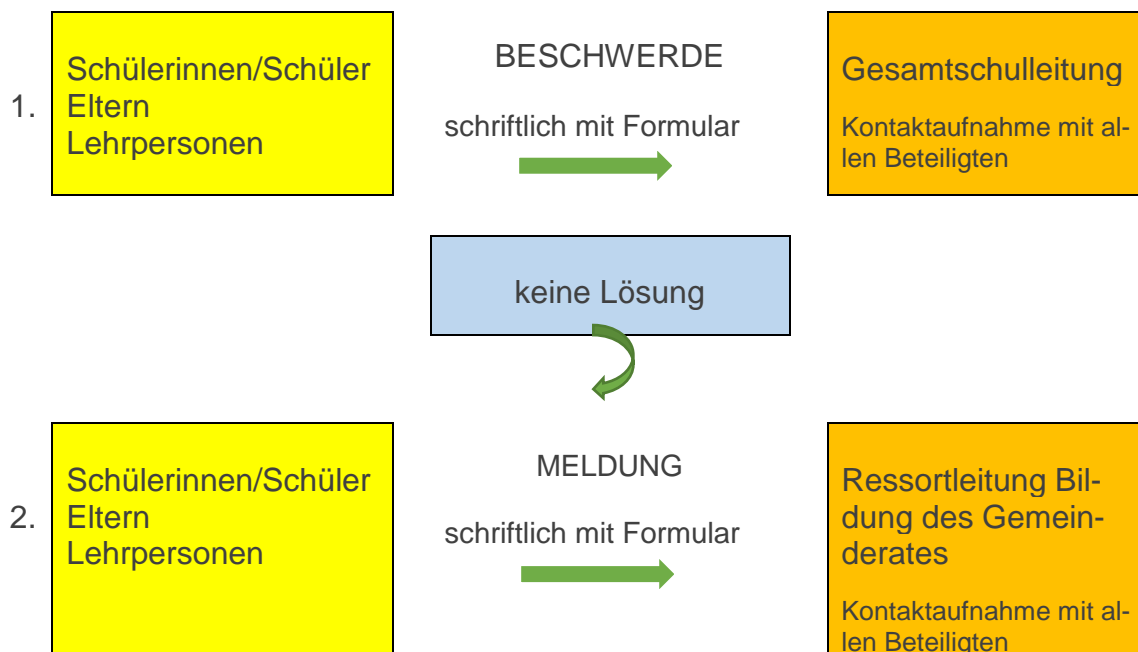 1.
Schülerinnen/Schüler
Eltern
Lehrpersonen
BESCHWERDE
schriftlich mit Formular
Gesamtschulleitung
Kontaktaufnahme mit al-
len Beteiligten
keine Lösung
2.
Schülerinnen/Schüler
Eltern
Lehrpersonen
MELDUNG
schriftlich mit Formular
Ressortleitung Bil-
dung des Gemein-
derates
Kontaktaufnahme mit al-
len Beteiligten